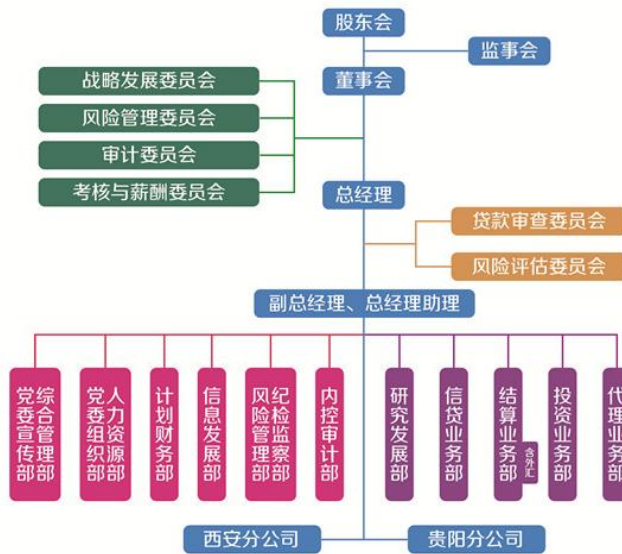 股东会
监事会
董事会
战略发展委员会
风险管理委员会
审计委员会
考核与薪酬委员会
总经理
贷款审查委员会
风险评估委员会
副总经理、总经理助理
综合管理部
党委宣传部
人力资源部
党委组织部
计划财务部
信息发展部
纪检监察部
风险管理部
内控审计部
研究发展部
信贷业务部
结算业务部
含外汇
投资业务部
代理业务部
西安分公司
贵阳分公司